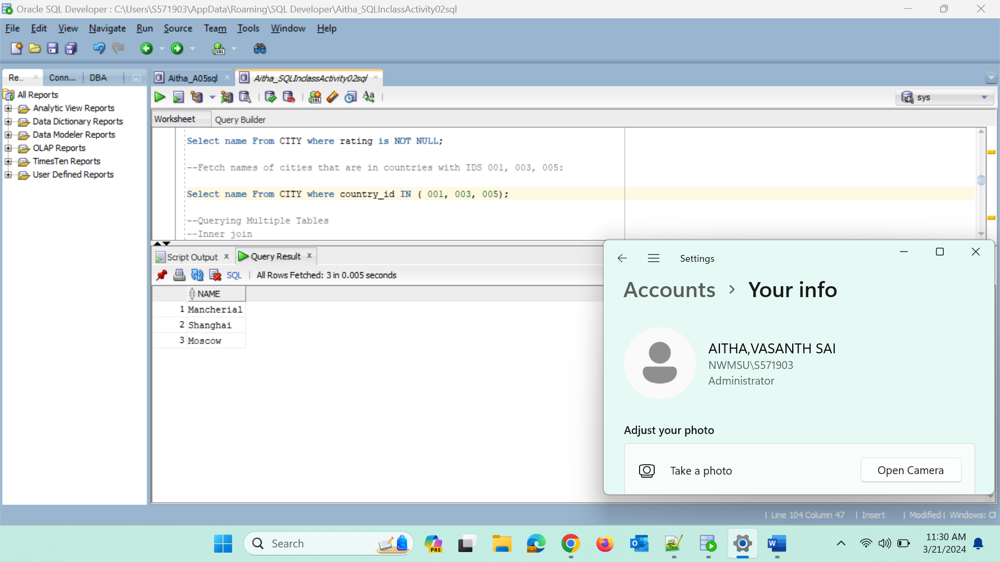 Oracle SQL Developer : C:\Users\S571903\AppData\Roaming\SQL Developer\Aitha_SQLInclassActivity02sql
File Edit View Navigate Run Source Team Tools Window Help
SQL
Re.. Conn... DBA
Aitha_A05sql Aitha_SQLInclassActivity02sql
All Reports
Analytic View Reports
Data Dictionary Reports
Data Modeler Reports
OLAP Reports
TimesTen Reports
User Defined Reports
SQL Aa sys
Worksheet Query Builder
Select name From CITY where rating is NOT NULL;
--Fetch names of cities that are in countries with IDS 001, 003, 005:
Select name From CITY where country_id IN ( 001, 003, 005);
--Querying Multiple Tables
--Inner join
Script Output x Query Result x
SQL | All Rows Fetched: 3 in 0.005 seconds
NAME
1 Mancherial
2 Shanghai
3 Moscow
Settings
Accounts > Your info
AITHA,VASANTH SAI
NWMSU\S571903
Administrator
Adjust your photo
Take a photo Open Camera
| Line 104 Column 47 | Insert | Modified | Windows: CF
Search
PRE
11:30 AM
3/21/2024